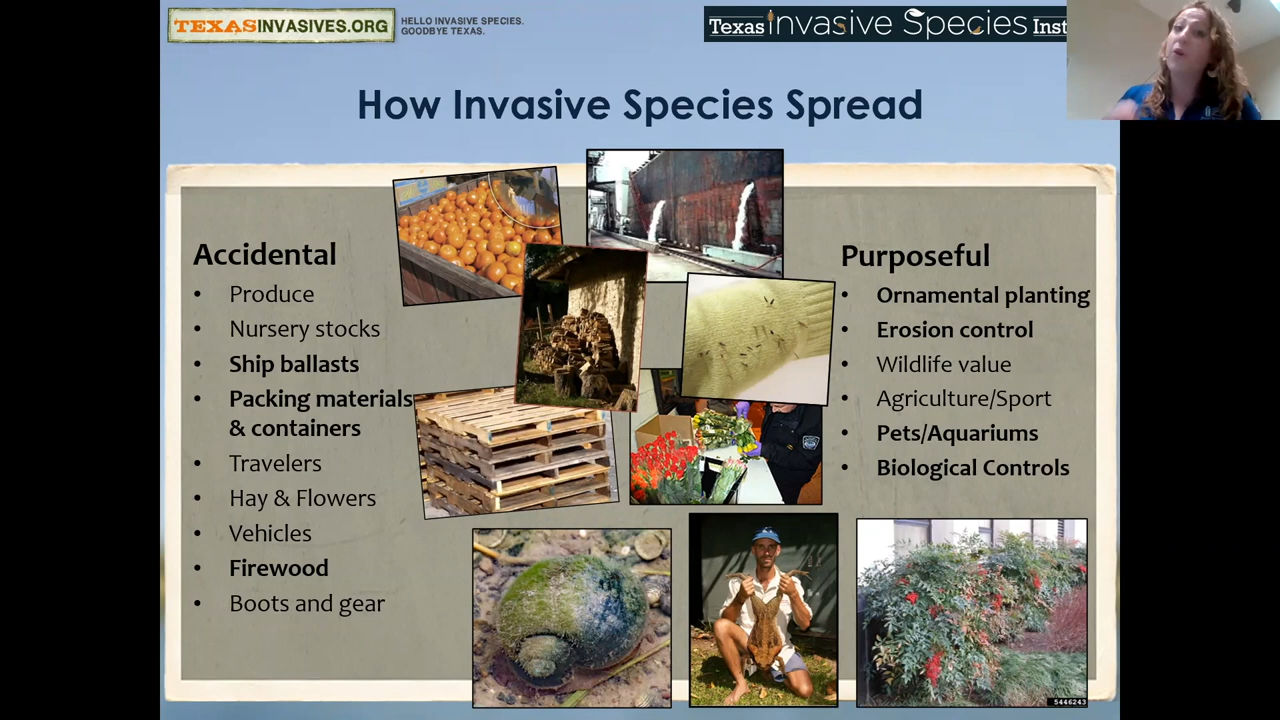 TEXASINVASIVES.ORG
HELLO INVASIVE SPECIES.
GOODBYE TEXAS.
Texas Invasive Species Inst
How Invasive Species Spread
Accidental
• Produce
• Nursery stocks
• Ship ballasts
• Packing materials
& containers
• Travelers
• Hay & Flowers
• Vehicles
• Firewood
• Boots and gear
Purposeful
• Ornamental planting
• Erosion control
• Wildlife value
• Agriculture/Sport
• Pets/Aquariums
• Biological Controls
5446243